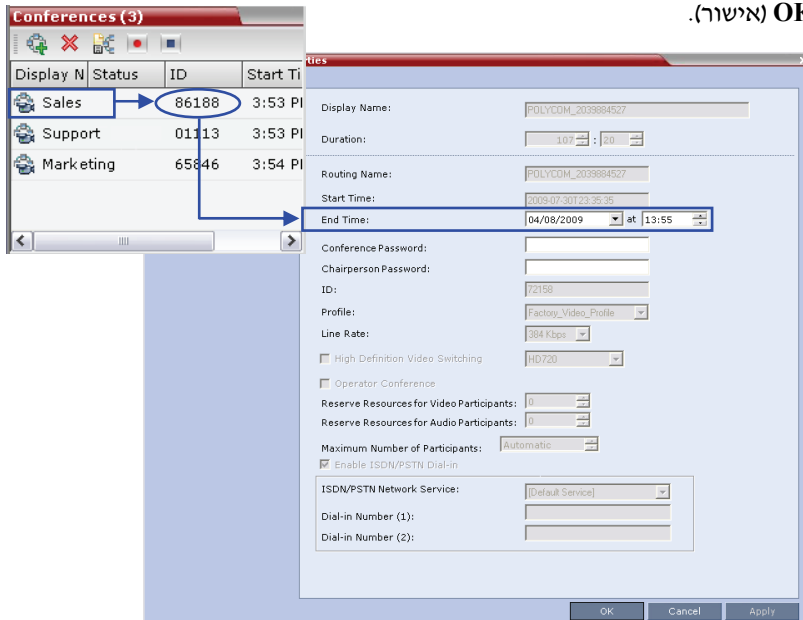 OK (אישור).
Conferences (3)
Display N Status ID Start Ti
Sales 86188 3:53 PI
Support 01113 3:53 PI
Marketing 65846 3:54 PI
ties
Display Name: POLYCOM_2039884527
Duration: 107 : 20
Routing Name: POLYCOM_2039884527
Start Time: 2009-07-30T23:35:35
End Time: 04/08/2009 at 13:55
Conference Password:
Chairperson Password:
ID: 72158
Profile: Factory_Video_Profile
Line Rate: 384 Kbps
High Definition Video Switching HD720
Operator Conference
Reserve Resources for Video Participants: 0
Reserve Resources for Audio Participants: 0
Maximum Number of Participants: Automatic
Enable ISDN/PSTN Dial-in
ISDN/PSTN Network Service: [Default Service]
Dial-in Number (1):
Dial-in Number (2):
OK Cancel Apply